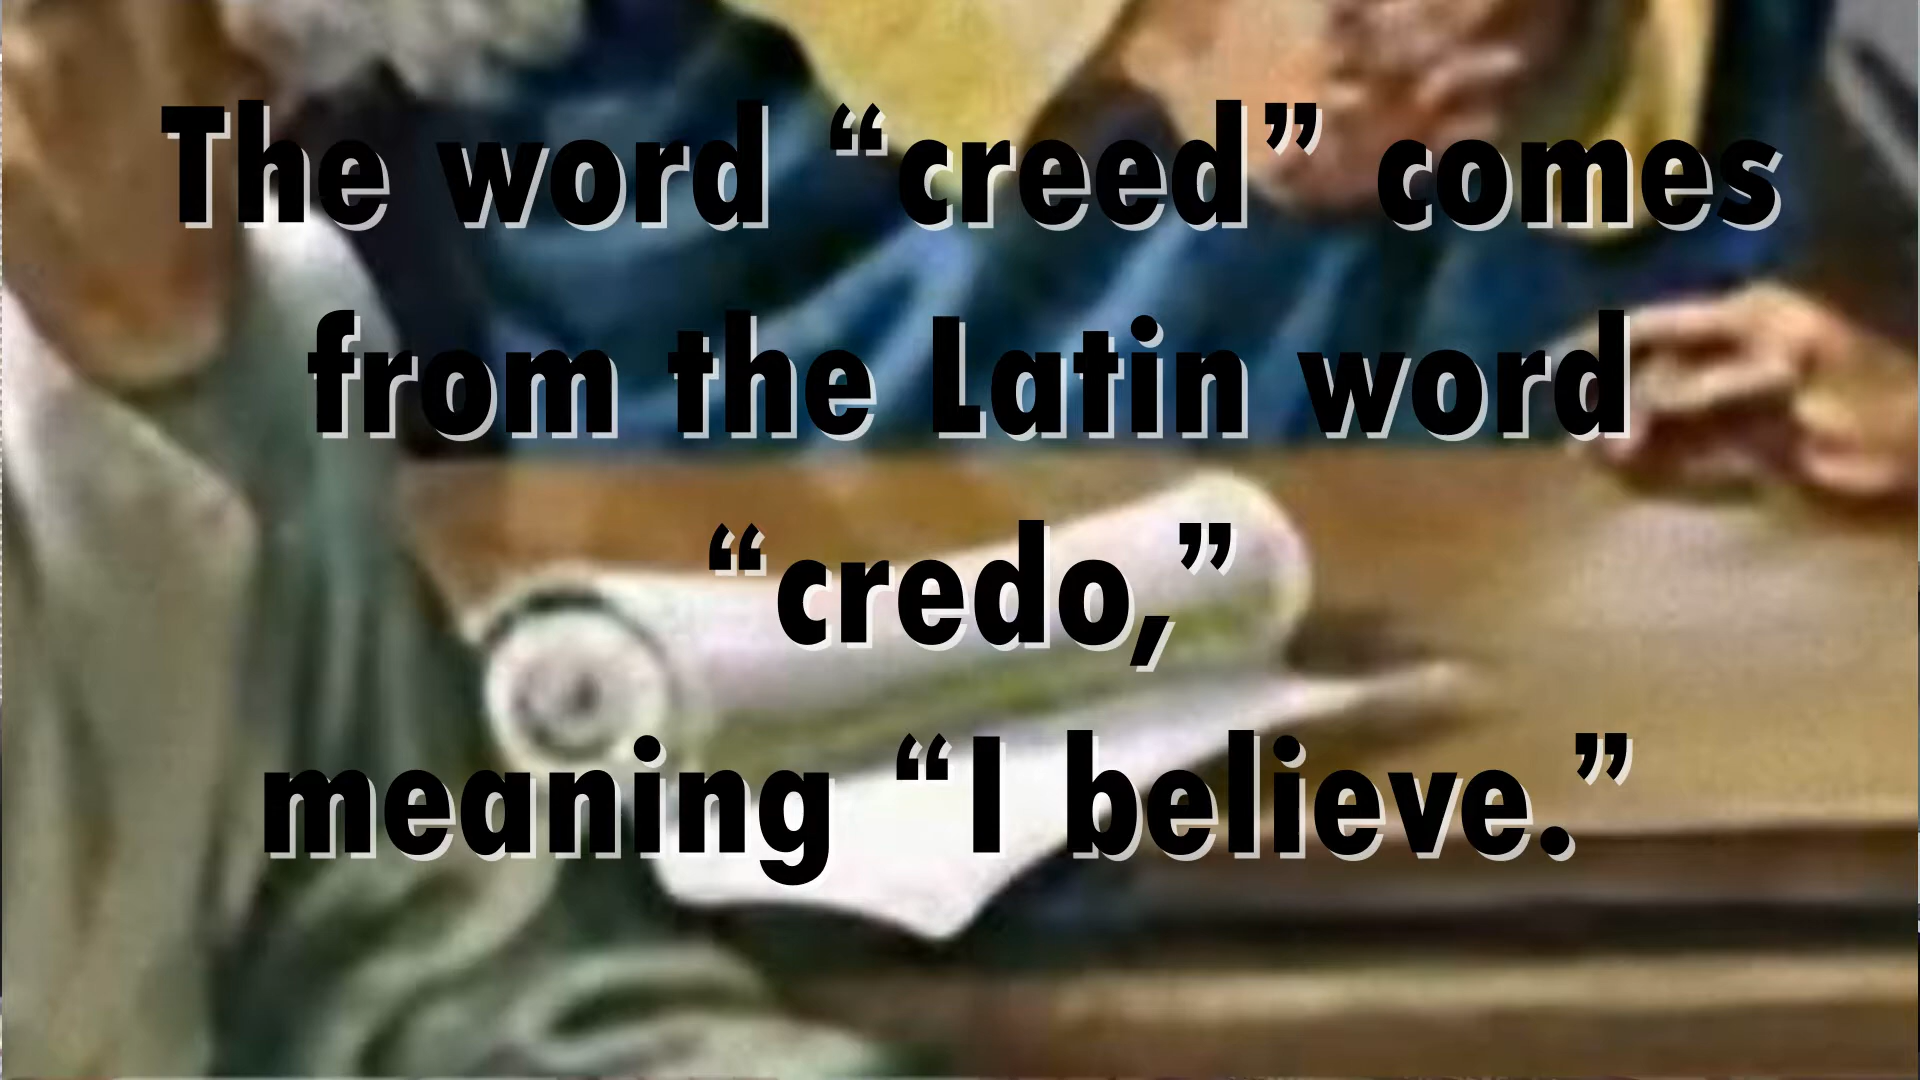 The word “creed” comes
from the Latin word
“credo,”
meaning “I believe.”